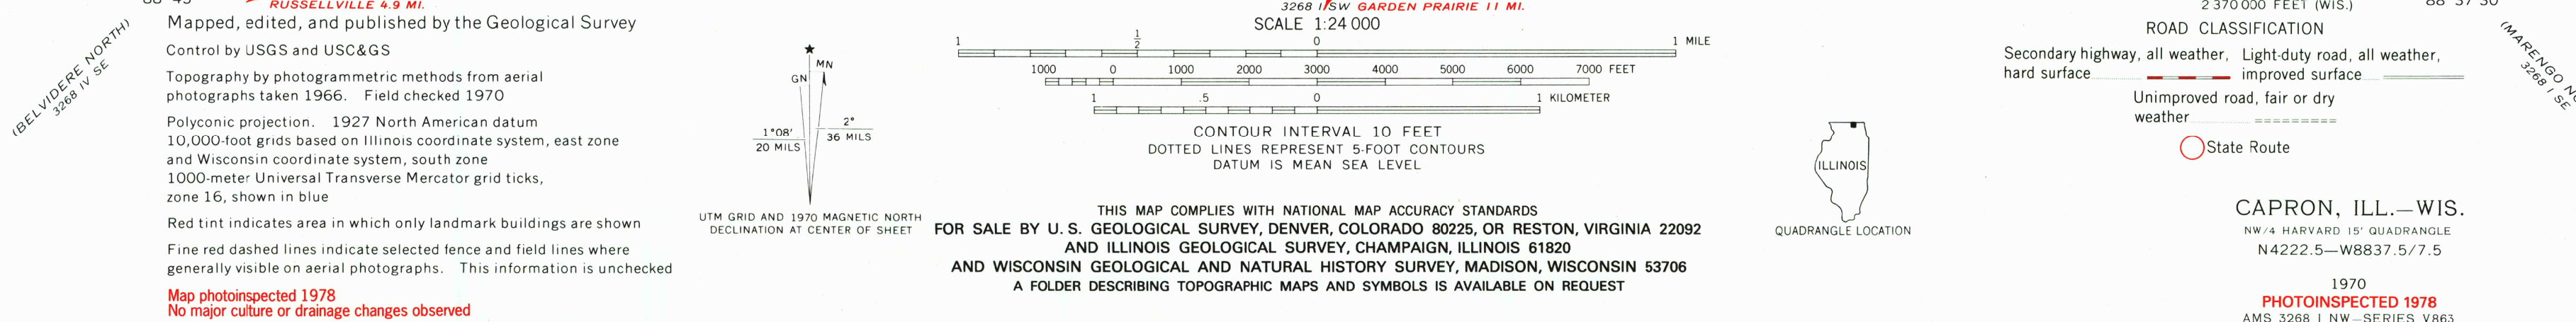 RUSSELLVILLE 4.9 MI.
(BELVIDERE NORTH)
3268 IV SE
Mapped, edited, and published by the Geological Survey
Control by USGS and USC&GS
Topography by photogrammetric methods from aerial
photographs taken 1966. Field checked 1970
Polyconic projection. 1927 North American datum
10,000-foot grids based on Illinois coordinate system, east zone
and Wisconsin coordinate system, south zone
1000-meter Universal Transverse Mercator grid ticks,
zone 16, shown in blue
Red tint indicates area in which only landmark buildings are shown
Fine red dashed lines indicate selected fence and field lines where
generally visible on aerial photographs. This information is unchecked
Map photoinspected 1978
No major culture or drainage changes observed
MN
GN
1°08′
20 MILS
2°
36 MILS
UTM GRID AND 1970 MAGNETIC NORTH
DECLINATION AT CENTER OF SHEET
3268 I SW GARDEN PRAIRIE 11 MI.
SCALE 1:24 000
1 1/2 0 1 MILE
1000 0 1000 2000 3000 4000 5000 6000 7000 FEET
1 .5 0 1 KILOMETER
CONTOUR INTERVAL 10 FEET
DOTTED LINES REPRESENT 5-FOOT CONTOURS
DATUM IS MEAN SEA LEVEL
THIS MAP COMPLIES WITH NATIONAL MAP ACCURACY STANDARDS
FOR SALE BY U. S. GEOLOGICAL SURVEY, DENVER, COLORADO 80225, OR RESTON, VIRGINIA 22092
AND ILLINOIS GEOLOGICAL SURVEY, CHAMPAIGN, ILLINOIS 61820
AND WISCONSIN GEOLOGICAL AND NATURAL HISTORY SURVEY, MADISON, WISCONSIN 53706
A FOLDER DESCRIBING TOPOGRAPHIC MAPS AND SYMBOLS IS AVAILABLE ON REQUEST
ILLINOIS
QUADRANGLE LOCATION
2 370 000 FEET (WIS.)
ROAD CLASSIFICATION
Secondary highway, all weather,
hard surface
Light-duty road, all weather,
improved surface
Unimproved road, fair or dry
weather
State Route
(MARENGO
3268 I SE
CAPRON, ILL.—WIS.
NW/4 HARVARD 15' QUADRANGLE
N4222.5—W8837.5/7.5
1970
PHOTOINSPECTED 1978
AMS 3268 I NW—SERIES V863